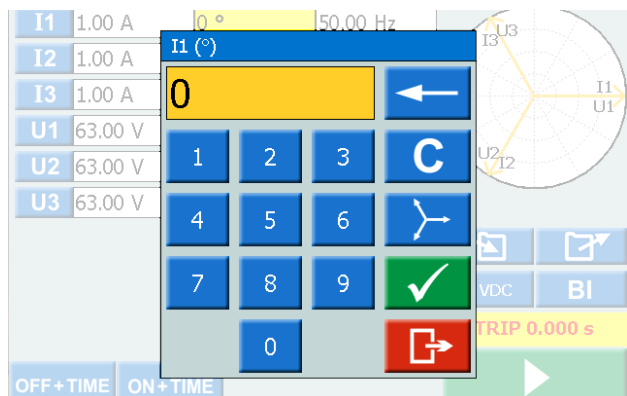 I1 1.00 A 0 ° 50.00 Hz
I2 1.00 A
I3 1.00 A
U1 63.00 V
U2 63.00 V
U3 63.00 V
I1 (°)
0
1 2 3 C
4 5 6
7 8 9
0
U3
I3
I1
U1
U2
I2
VDC BI
TRIP 0.000 s
OFF+TIME ON+TIME